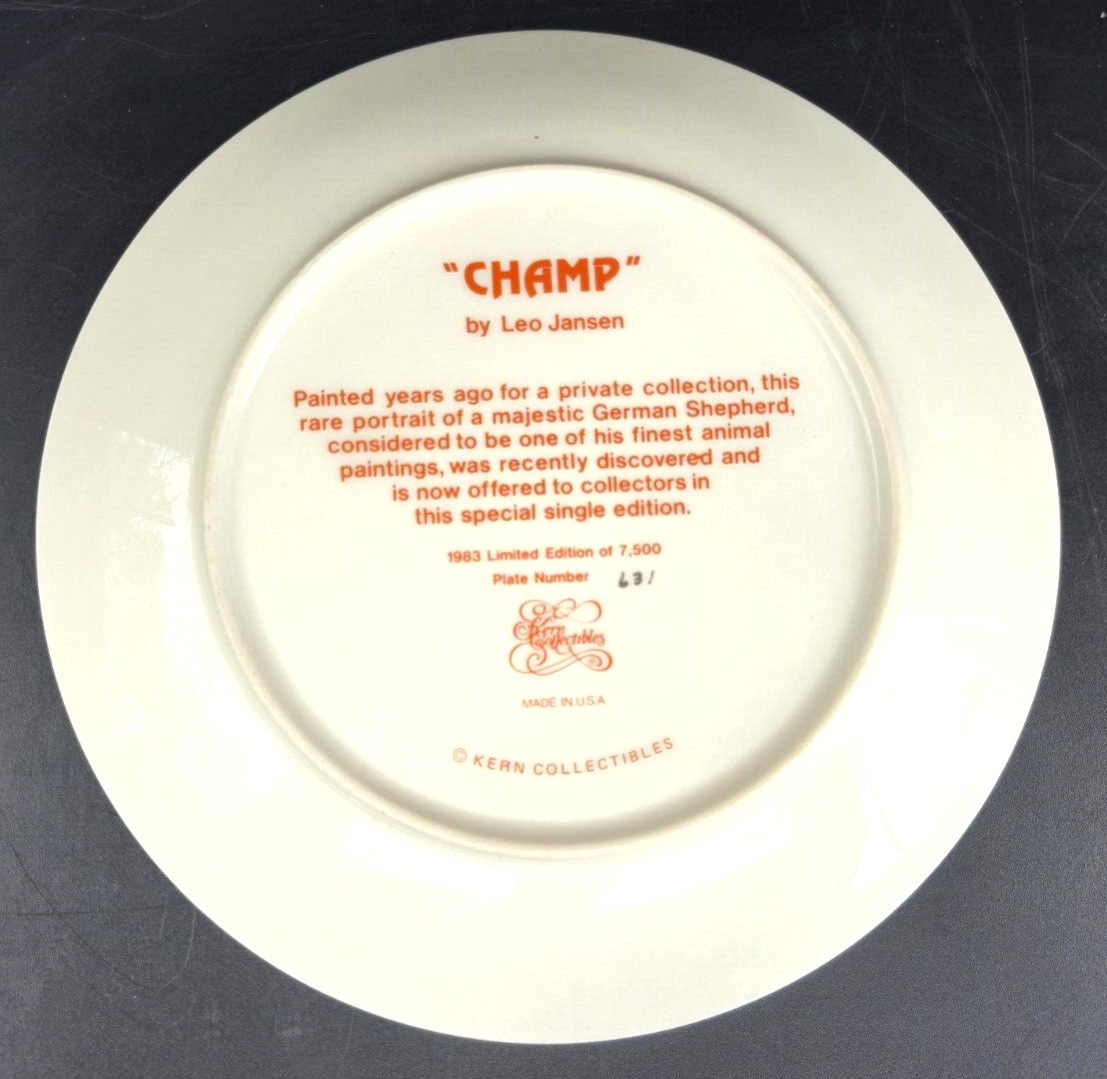 "CHAMP"
by Leo Jansen
Painted years ago for a private collection, this
rare portrait of a majestic German Shepherd,
considered to be one of his finest animal
paintings, was recently discovered and
is now offered to collectors in
this special single edition.
1983 Limited Edition of 7,500
Plate Number 631
Kern
Collectibles
MADE IN U.S.A
© KERN COLLECTIBLES